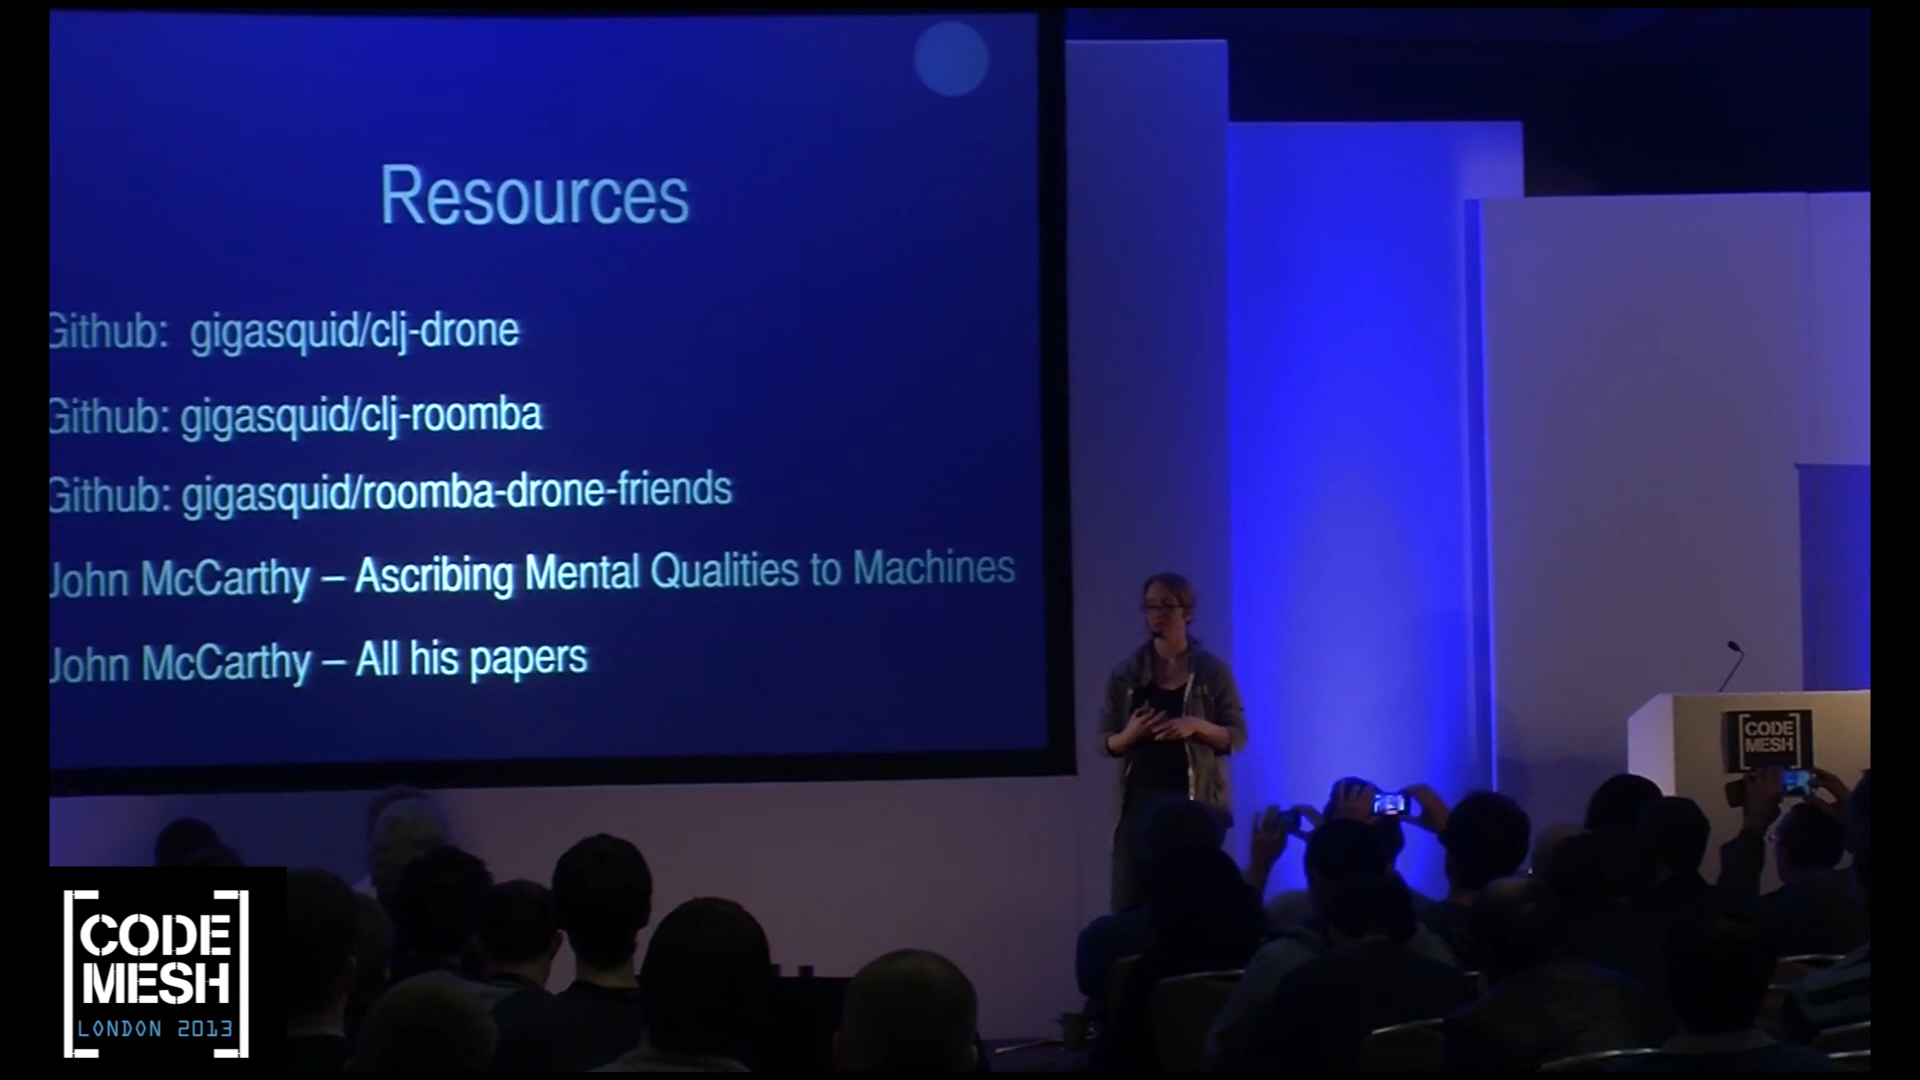 Resources
Github: gigasquid/clj-drone
Github: gigasquid/clj-roomba
Github: gigasquid/roomba-drone-friends
John McCarthy – Ascribing Mental Qualities to Machines
John McCarthy – All his papers
CODE
MESH
CODE
MESH
LONDON 2013